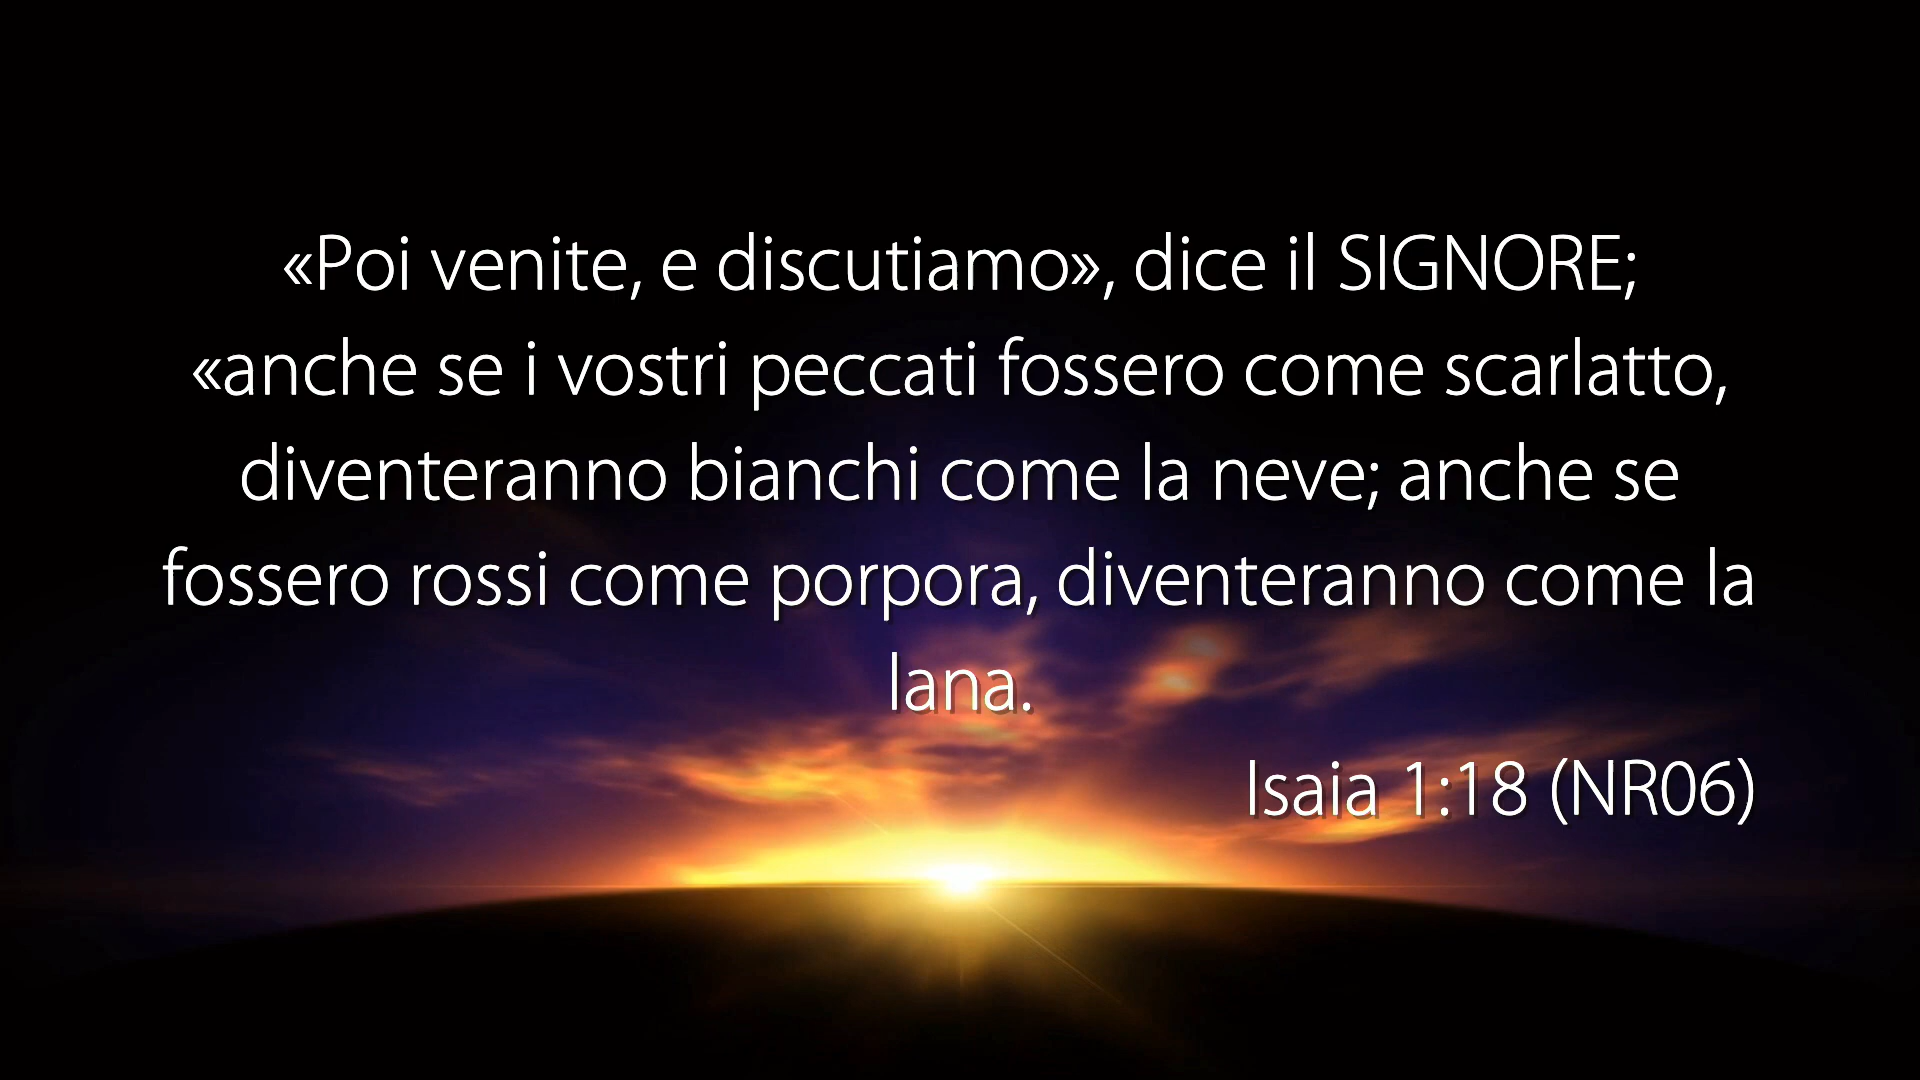 «Poi venite, e discutiamo», dice il SIGNORE;
«anche se i vostri peccati fossero come scarlatto,
diventeranno bianchi come la neve; anche se
fossero rossi come porpora, diventeranno come la
lana.
Isaia 1:18 (NR06)